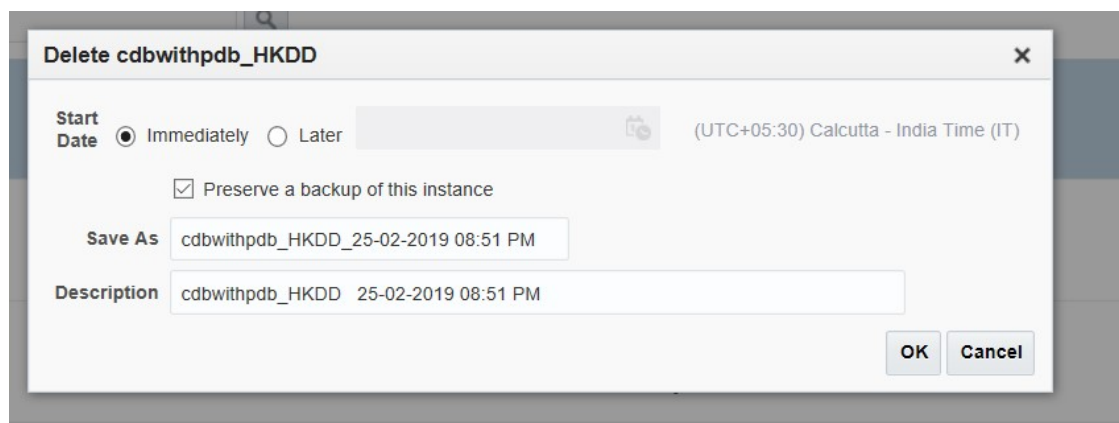 Delete cdbwithpdb_HKDD
Start
Date Immediately Later (UTC+05:30) Calcutta - India Time (IT)
Preserve a backup of this instance
Save As cdbwithpdb_HKDD_25-02-2019 08:51 PM
Description cdbwithpdb_HKDD 25-02-2019 08:51 PM
OK Cancel